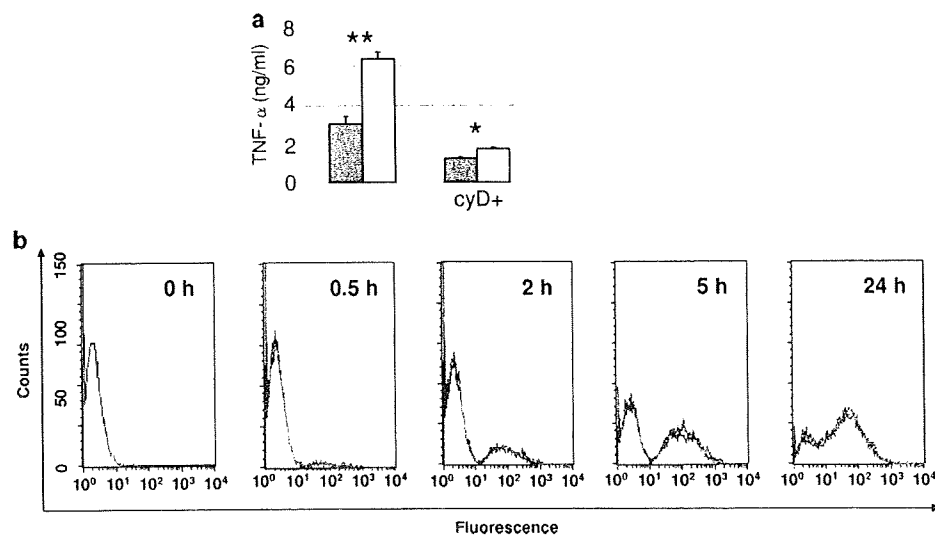 a
8
6
4
2
0
TNF-α (ng/ml)
**
*
cyD+
b
150
100
50
0
Counts
0 h
0.5 h
2 h
5 h
24 h
10⁰ 10¹ 10² 10³ 10⁴
10⁰ 10¹ 10² 10³ 10⁴
10⁰ 10¹ 10² 10³ 10⁴
10⁰ 10¹ 10² 10³ 10⁴
10⁰ 10¹ 10² 10³ 10⁴
Fluorescence